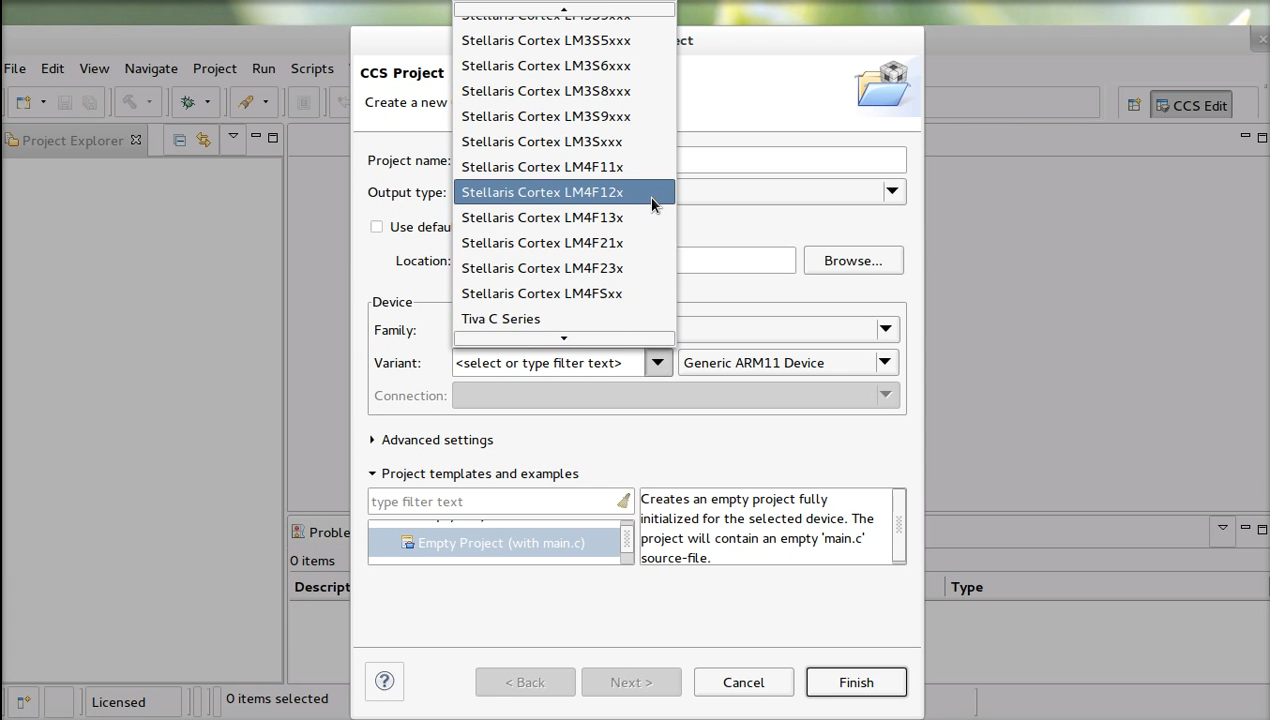 Stellaris Cortex LM3S5xxx
ect
File Edit View Navigate Project Run Scripts
CCS Project
Create a new
Stellaris Cortex LM3S6xxx
Stellaris Cortex LM3S8xxx
Stellaris Cortex LM3S9xxx
Stellaris Cortex LM3Sxxx
Stellaris Cortex LM4F11x
Stellaris Cortex LM4F12x
Stellaris Cortex LM4F13x
Stellaris Cortex LM4F21x
Stellaris Cortex LM4F23x
Stellaris Cortex LM4FSxx
Tiva C Series
CCS Edit
Project Explorer
Project name:
Output type:
Use defau
Location:
Browse...
Device
Family:
Variant: <select or type filter text> Generic ARM11 Device
Connection:
Advanced settings
Project templates and examples
type filter text
Empty Project (with main.c)
Creates an empty project fully
initialized for the selected device. The
project will contain an empty 'main.c'
source-file.
Proble
0 items
Descript
Type
? < Back Next > Cancel Finish
Licensed
0 items selected